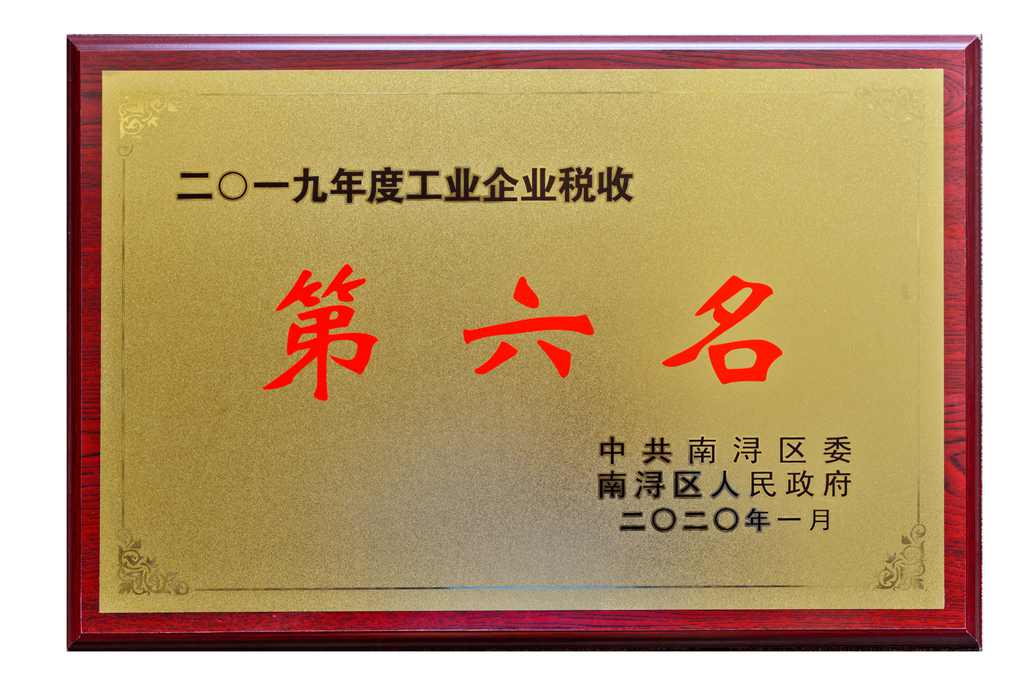 二〇一九年度工业企业税收
第六名
中共南浔区委
南浔区人民政府
二〇二〇年一月